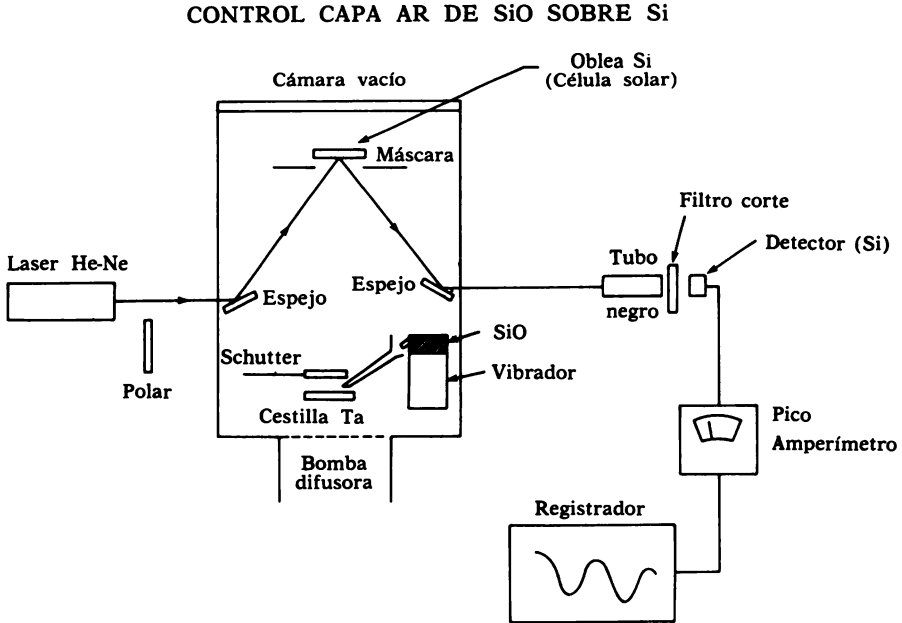 CONTROL CAPA AR DE SiO SOBRE Si
Oblea Si
(Célula solar)
Cámara vacío
Máscara
Filtro corte
Detector (Si)
Tubo
negro
Laser He-Ne
Espejo
Espejo
SiO
Schutter
Vibrador
Polar
Cestilla Ta
Pico
Amperímetro
Bomba
difusora
Registrador